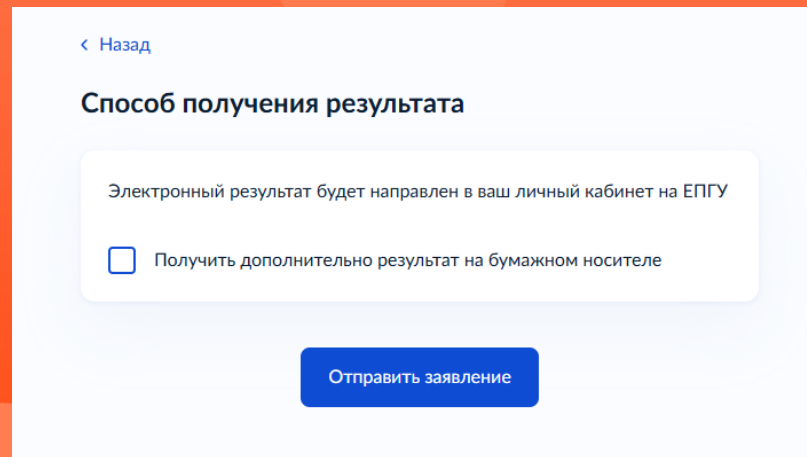 Назад
Способ получения результата
Электронный результат будет направлен в ваш личный кабинет на ЕПГУ
Получить дополнительно результат на бумажном носителе
Отправить заявление